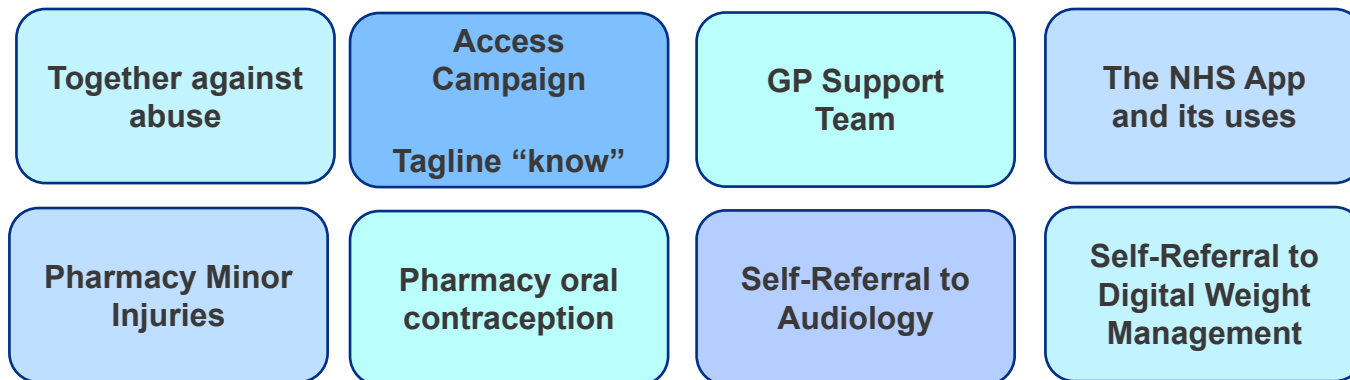 Together against
abuse
Access
Campaign
Tagline “know”
GP Support
Team
The NHS App
and its uses
Pharmacy Minor
Injuries
Pharmacy oral
contraception
Self-Referral to
Audiology
Self-Referral to
Digital Weight
Management